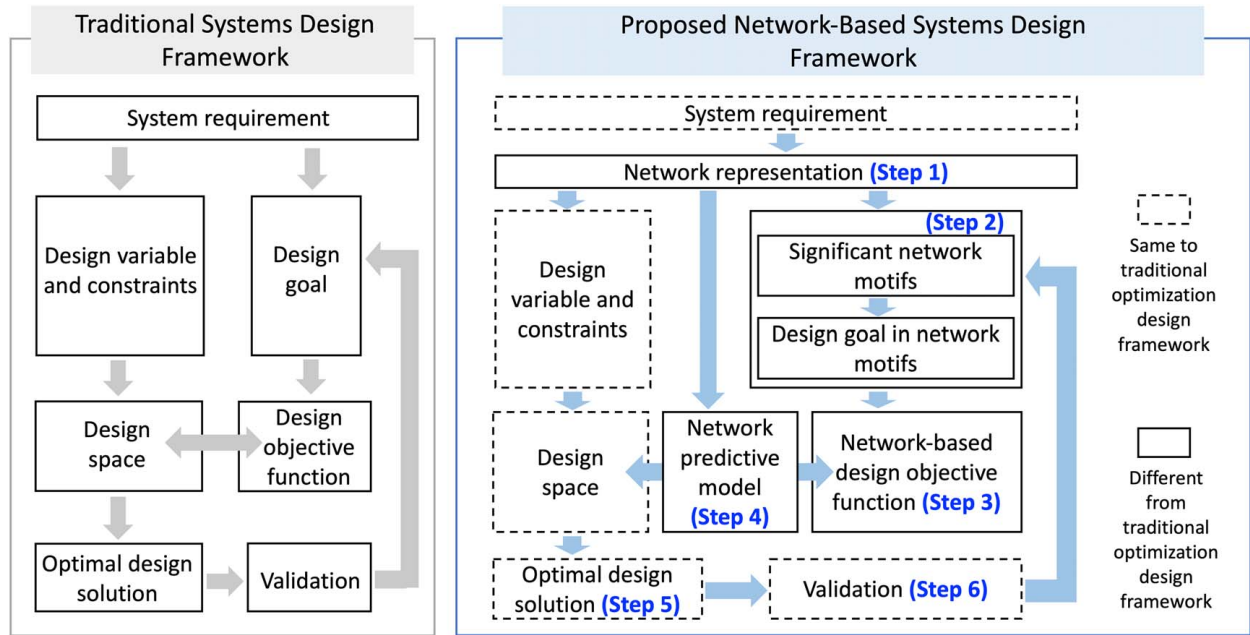 Traditional Systems Design
Framework
System requirement
Design variable
and constraints
Design
goal
Design
space
Design
objective
function
Optimal design
solution
Validation
Proposed Network-Based Systems Design
Framework
System requirement
Network representation (Step 1)
Design
variable and
constraints
(Step 2)
Significant network
motifs
Design goal in network
motifs
Design
space
Network
predictive
model
(Step 4)
Network-based
design objective
function (Step 3)
Optimal design
solution (Step 5)
Validation (Step 6)
Same to
traditional
optimization
design
framework
Different
from
traditional
optimization
design
framework